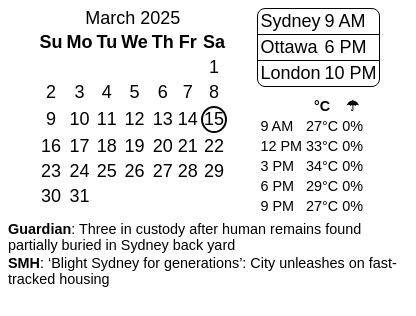 March 2025
Su Mo Tu We Th Fr Sa
1
2 3 4 5 6 7 8
9 10 11 12 13 14 15
16 17 18 19 20 21 22
23 24 25 26 27 28 29
30 31
Sydney 9 AM
Ottawa 6 PM
London 10 PM
°C ☂
9 AM 27°C 0%
12 PM 33°C 0%
3 PM 34°C 0%
6 PM 29°C 0%
9 PM 27°C 0%
Guardian: Three in custody after human remains found
partially buried in Sydney back yard
SMH: ‘Blight Sydney for generations’: City unleashes on fast-
tracked housing